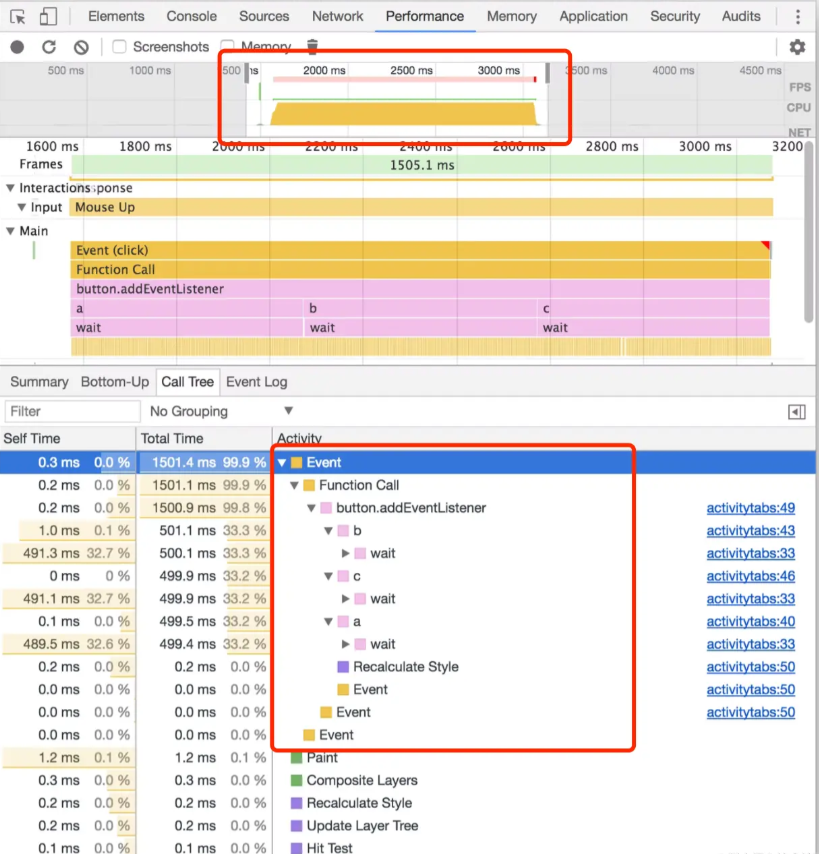 Elements Console Sources Network Performance Memory Application Security Audits
Screenshots Memory
500 ms 1000 ms 500 ms 2000 ms 2500 ms 3000 ms 3500 ms 4000 ms 4500 ms
FPS
CPU
NET
1600 ms 1800 ms 2000 ms 2200 ms 2400 ms 2600 ms 2800 ms 3000 ms 3200
Frames 1505.1 ms
Interactions ponse
Input Mouse Up
Main
Event (click)
Function Call
button.addEventListener
a b c
wait wait wait
Summary Bottom-Up Call Tree Event Log
Filter No Grouping
Self Time Total Time Activity
0.3 ms 0.0 % 1501.4 ms 99.9 % Event
0.2 ms 0.0 % 1501.1 ms 99.9 % Function Call
0.2 ms 0.0 % 1500.9 ms 99.8 % button.addEventListener activitytabs:49
1.0 ms 0.1 % 501.1 ms 33.3 % b activitytabs:43
491.3 ms 32.7 % 500.1 ms 33.3 % wait activitytabs:33
0 ms 0 % 499.9 ms 33.2 % c activitytabs:46
491.1 ms 32.7 % 499.9 ms 33.2 % wait activitytabs:33
0.1 ms 0.0 % 499.5 ms 33.2 % a activitytabs:40
489.5 ms 32.6 % 499.4 ms 33.2 % wait activitytabs:33
0.2 ms 0.0 % 0.2 ms 0.0 % Recalculate Style activitytabs:50
0.0 ms 0.0 % 0.0 ms 0.0 % Event activitytabs:50
0.0 ms 0.0 % 0.0 ms 0.0 % Event activitytabs:50
0.0 ms 0.0 % 0.0 ms 0.0 % Event
1.2 ms 0.1 % 1.2 ms 0.1 % Paint
0.3 ms 0.0 % 0.3 ms 0.0 % Composite Layers
0.2 ms 0.0 % 0.2 ms 0.0 % Recalculate Style
0.2 ms 0.0 % 0.2 ms 0.0 % Update Layer Tree
0.1 ms 0.0 % 0.1 ms 0.0 % Hit Test